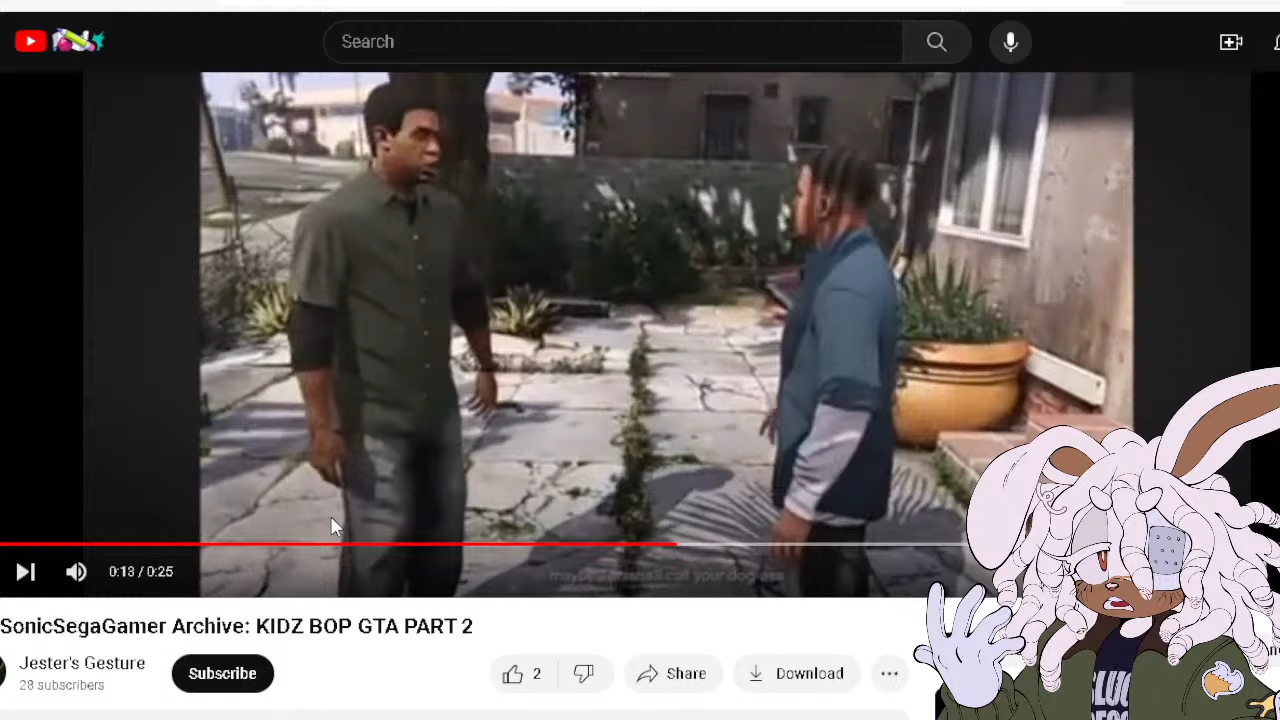 Search
0:13 / 0:25
SonicSegaGamer Archive: KIDZ BOP GTA PART 2
Jester's Gesture
28 subscribers
Subscribe
2
Share
Download